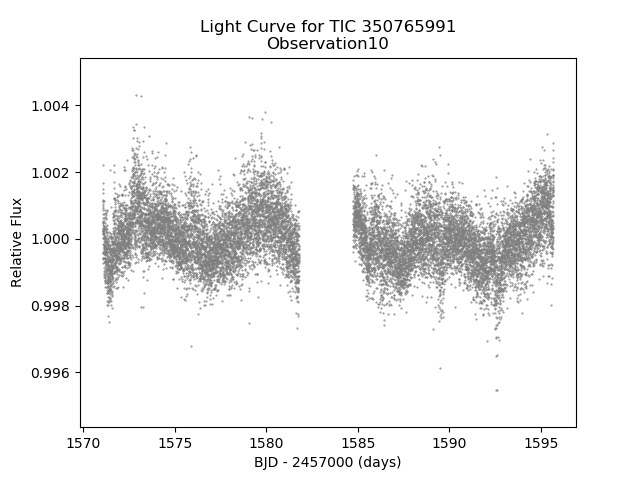 Light Curve for TIC 350765991
Observation10
1.004
1.002
1.000
0.998
0.996
Relative Flux
1570 1575 1580 1585 1590 1595
BJD - 2457000 (days)